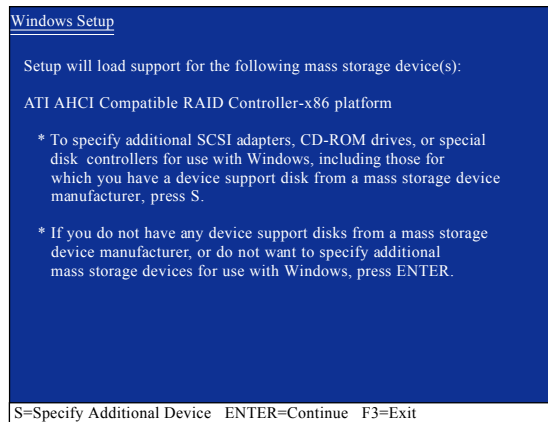 Windows Setup
Setup will load support for the following mass storage device(s):
ATI AHCI Compatible RAID Controller-x86 platform
* To specify additional SCSI adapters, CD-ROM drives, or special
disk controllers for use with Windows, including those for
which you have a device support disk from a mass storage device
manufacturer, press S.
* If you do not have any device support disks from a mass storage
device manufacturer, or do not want to specify additional
mass storage devices for use with Windows, press ENTER.
S=Specify Additional Device ENTER=Continue F3=Exit